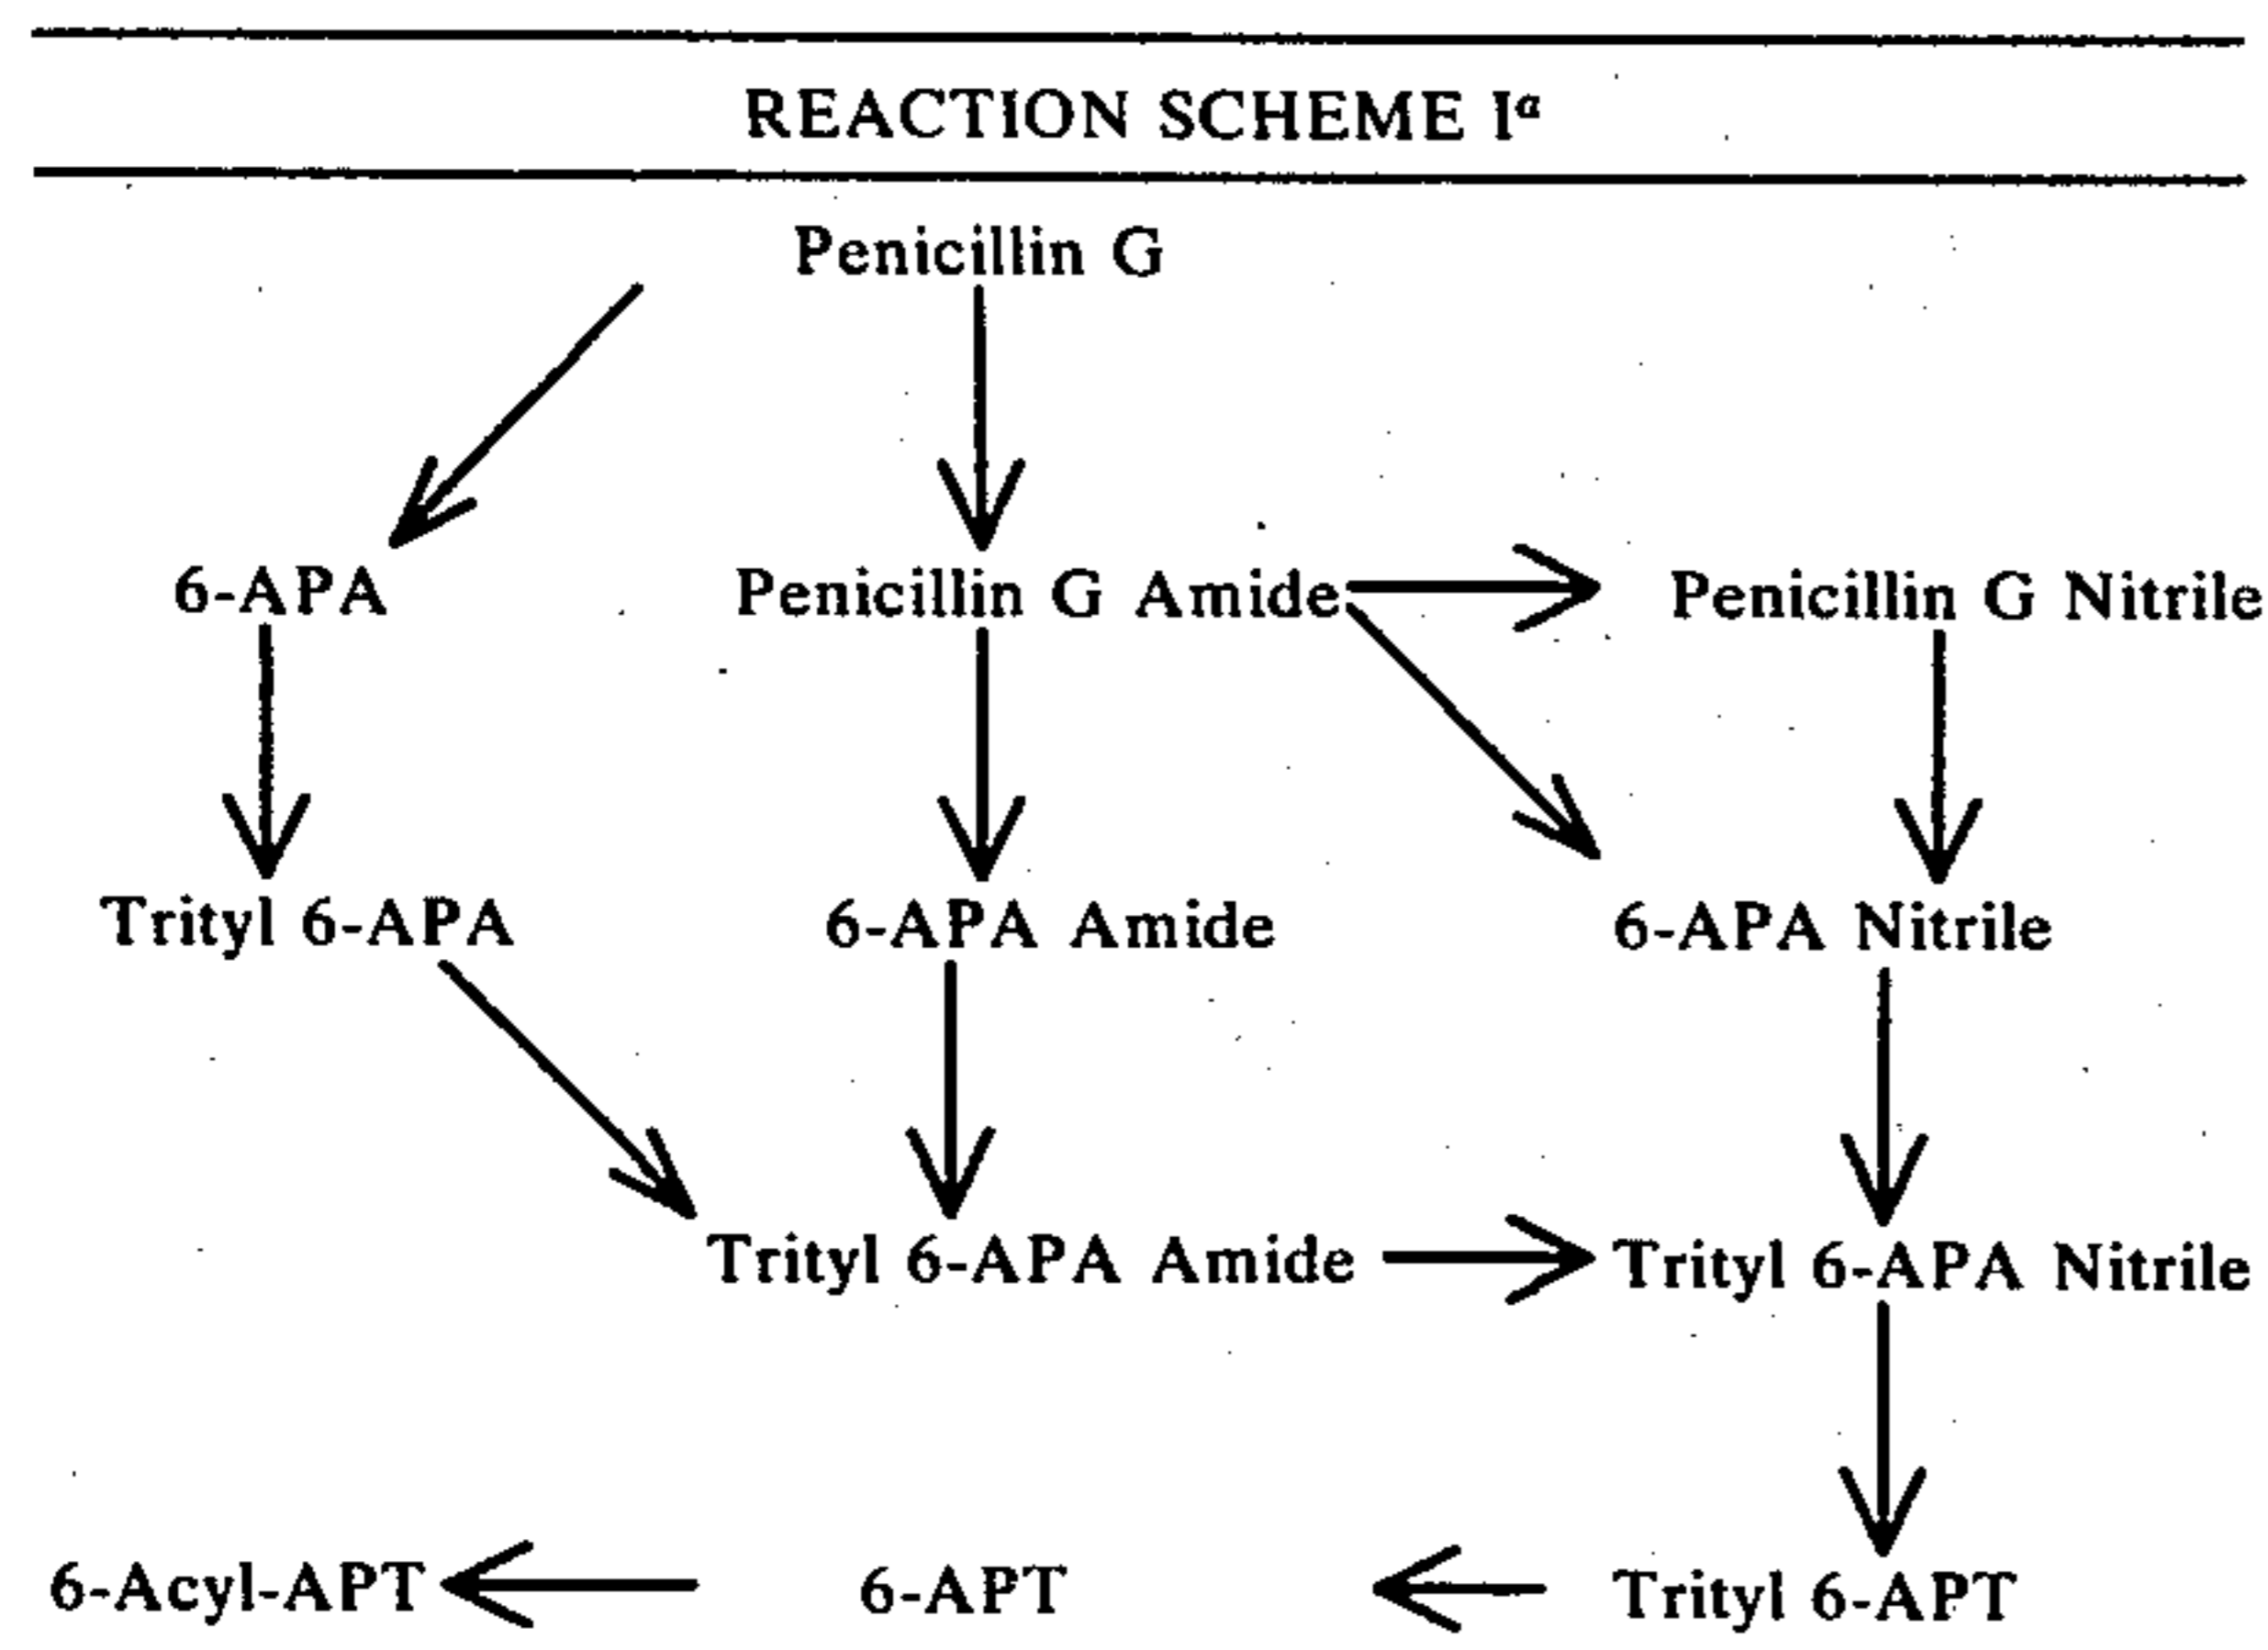 REACTION SCHEME Iᵃ
Penicillin G
6-APA Penicillin G Amide Penicillin G Nitrile
Trityl 6-APA 6-APA Amide 6-APA Nitrile
Trityl 6-APA Amide Trityl 6-APA Nitrile
6-Acyl-APT 6-APT Trityl 6-APT